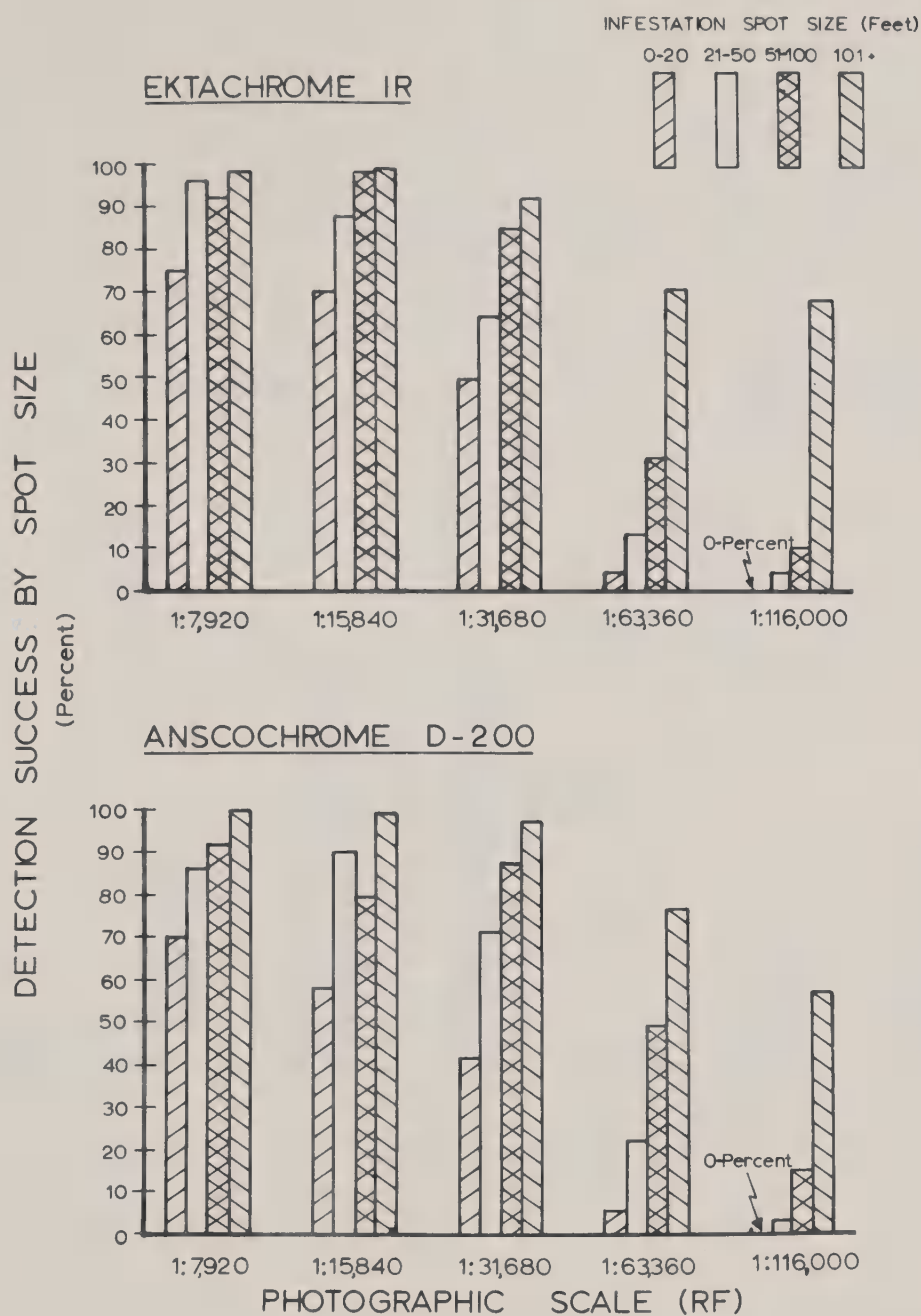 INFESTATION SPOT SIZE (Feet)
0-20 21-50 51-100 101+
EKTACHROME IR
100
90
80
70
60
50
40
30
20
10
0
0-Percent
1:7,920 1:15,840 1:31,680 1:63,360 1:116,000
DETECTION SUCCESS BY SPOT SIZE
(Percent)
ANSCOCHROME D-200
100
90
80
70
60
50
40
30
20
10
0
0-Percent
1:7,920 1:15,840 1:31,680 1:63,360 1:116,000
PHOTOGRAPHIC SCALE (RF)